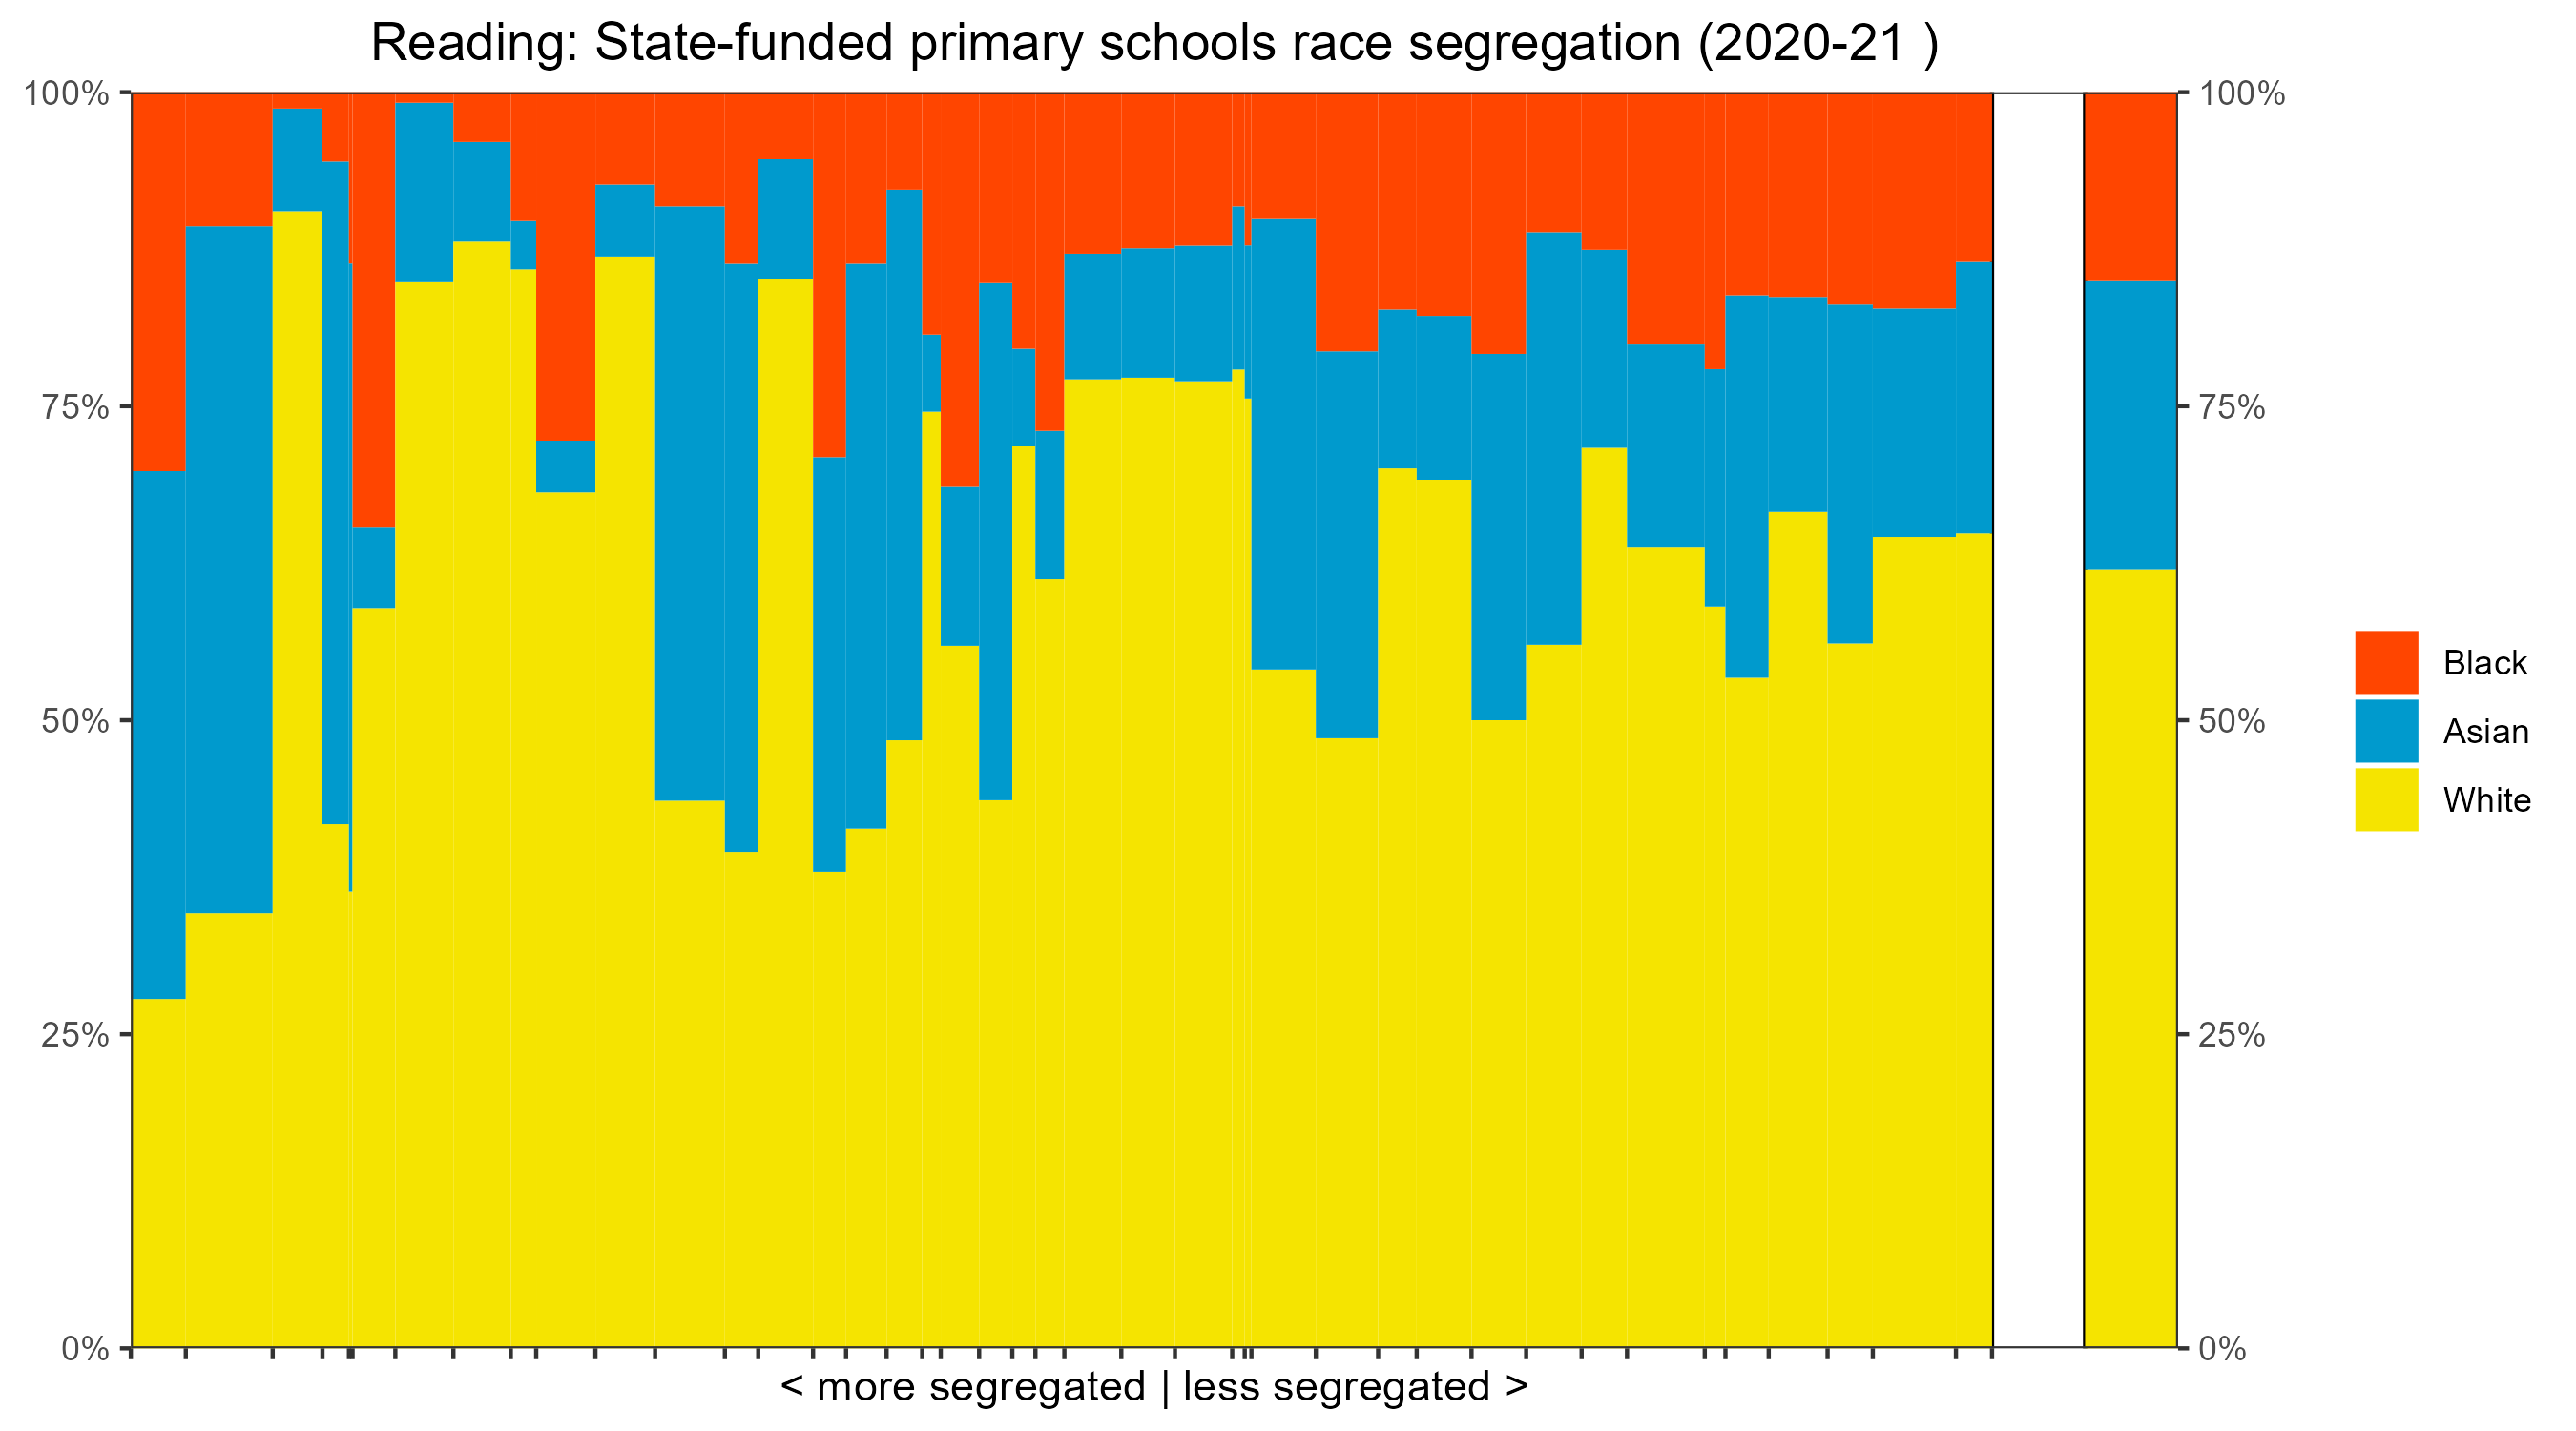 Reading: State-funded primary schools race segregation (2020-21 )
100%
75%
50%
25%
0%
100%
75%
50%
25%
0%
Black
Asian
White
< more segregated | less segregated >